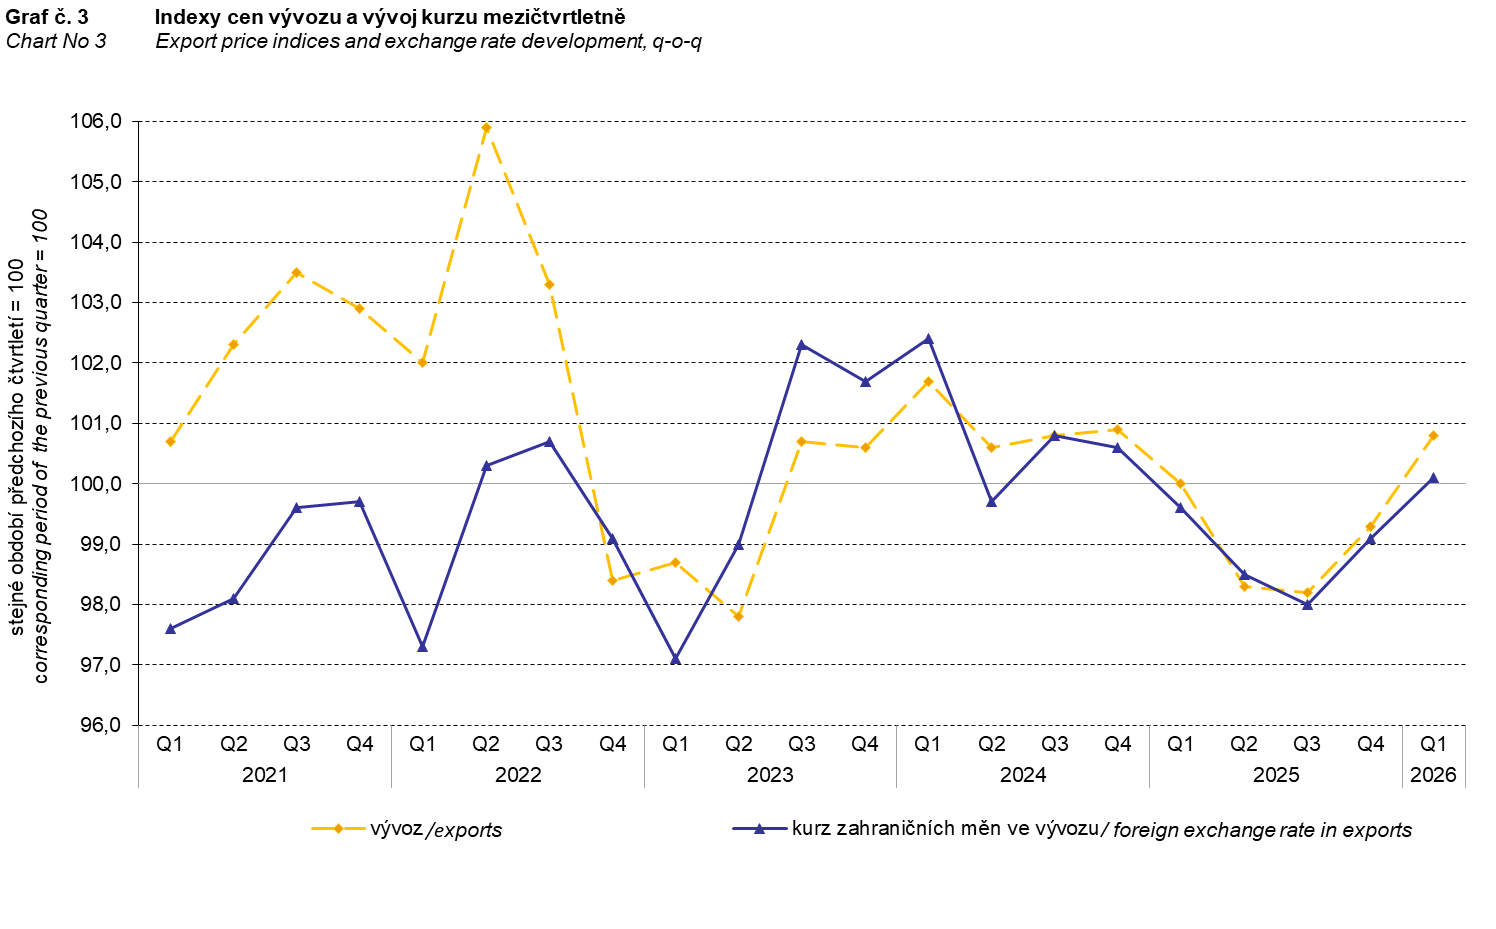 Graf č. 3 Indexy cen vývozu a vývoj kurzu mezičtvrtletně
Chart No 3 Export price indices and exchange rate development, q-o-q
stejné období předchozího čtvrtletí = 100
corresponding period of the previous quarter = 100
106,0
105,0
104,0
103,0
102,0
101,0
100,0
99,0
98,0
97,0
96,0
Q1 Q2 Q3 Q4 Q1 Q2 Q3 Q4 Q1 Q2 Q3 Q4 Q1 Q2 Q3 Q4 Q1 Q2 Q3 Q4 Q1
2021 2022 2023 2024 2025 2026
vývoz /exports kurz zahraničních měn ve vývozu/ foreign exchange rate in exports